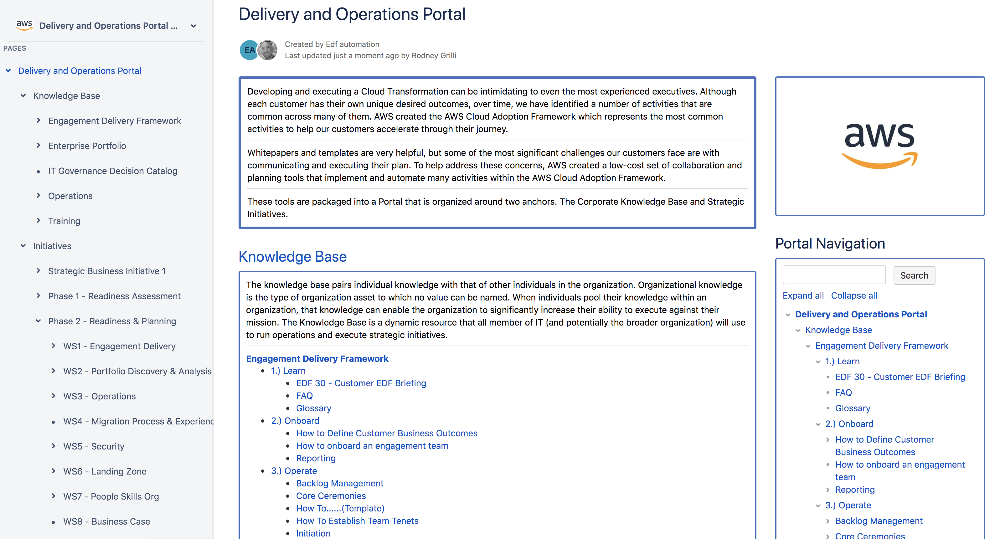 aws
Delivery and Operations Portal ...
PAGES
Delivery and Operations Portal
Knowledge Base
Engagement Delivery Framework
Enterprise Portfolio
IT Governance Decision Catalog
Operations
Training
Initiatives
Strategic Business Initiative 1
Phase 1 - Readiness Assessment
Phase 2 - Readiness & Planning
WS1 - Engagement Delivery
WS2 - Portfolio Discovery & Analysis
WS3 - Operations
WS4 - Migration Process & Experienc
WS5 - Security
WS6 - Landing Zone
WS7 - People Skills Org
WS8 - Business Case
Delivery and Operations Portal
EA
Created by Edf automation
Last updated just a moment ago by Rodney Grilli
Developing and executing a Cloud Transformation can be intimidating to even the most experienced executives. Although
each customer has their own unique desired outcomes, over time, we have identified a number of activities that are
common across many of them. AWS created the AWS Cloud Adoption Framework which represents the most common
activities to help our customers accelerate through their journey.
Whitepapers and templates are very helpful, but some of the most significant challenges our customers face are with
communicating and executing their plan. To help address these concerns, AWS created a low-cost set of collaboration and
planning tools that implement and automate many activities within the AWS Cloud Adoption Framework.
These tools are packaged into a Portal that is organized around two anchors. The Corporate Knowledge Base and Strategic
Initiatives.
Knowledge Base
The knowledge base pairs individual knowledge with that of other individuals in the organization. Organizational knowledge
is the type of organization asset to which no value can be named. When individuals pool their knowledge within an
organization, that knowledge can enable the organization to significantly increase their ability to execute against their
mission. The Knowledge Base is a dynamic resource that all member of IT (and potentially the broader organization) will use
to run operations and execute strategic initiatives.
Engagement Delivery Framework
1.) Learn
EDF 30 - Customer EDF Briefing
FAQ
Glossary
2.) Onboard
How to Define Customer Business Outcomes
How to onboard an engagement team
Reporting
3.) Operate
Backlog Management
Core Ceremonies
How To......(Template)
How To Establish Team Tenets
Initiation
aws
Portal Navigation
Search
Expand all Collapse all
Delivery and Operations Portal
Knowledge Base
Engagement Delivery Framework
1.) Learn
EDF 30 - Customer EDF Briefing
FAQ
Glossary
2.) Onboard
How to Define Customer
Business Outcomes
How to onboard an engagement
team
Reporting
3.) Operate
Backlog Management
Core Ceremonies